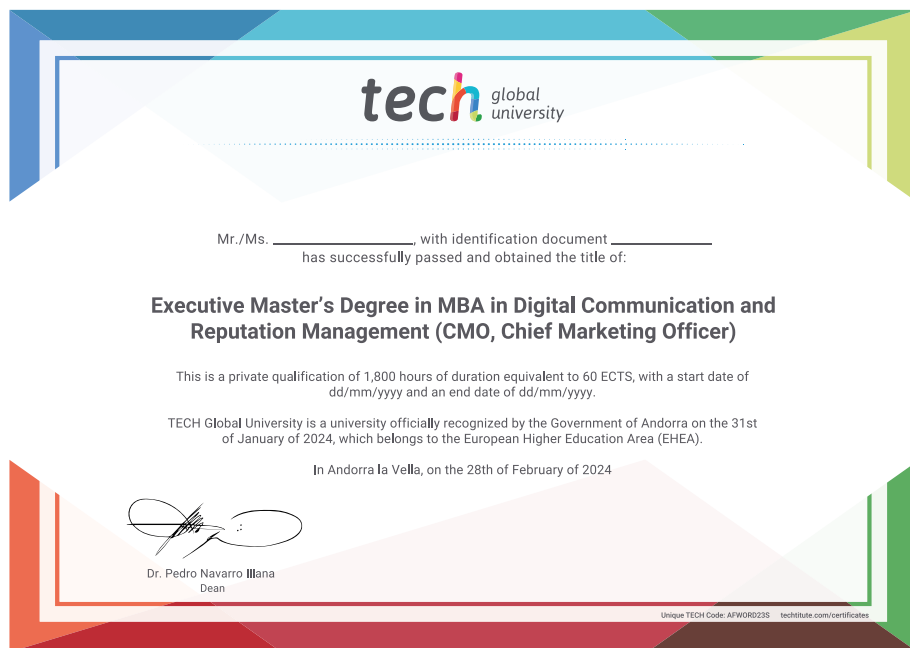 tech global
university
Mr./Ms. ________________, with identification document ____________
has successfully passed and obtained the title of:
Executive Master’s Degree in MBA in Digital Communication and
Reputation Management (CMO, Chief Marketing Officer)
This is a private qualification of 1,800 hours of duration equivalent to 60 ECTS, with a start date of
dd/mm/yyyy and an end date of dd/mm/yyyy.
TECH Global University is a university officially recognized by the Government of Andorra on the 31st
of January of 2024, which belongs to the European Higher Education Area (EHEA).
In Andorra la Vella, on the 28th of February of 2024
Dr. Pedro Navarro Illana
Dean
Unique TECH Code: AFWORD23S techtitute.com/certificates